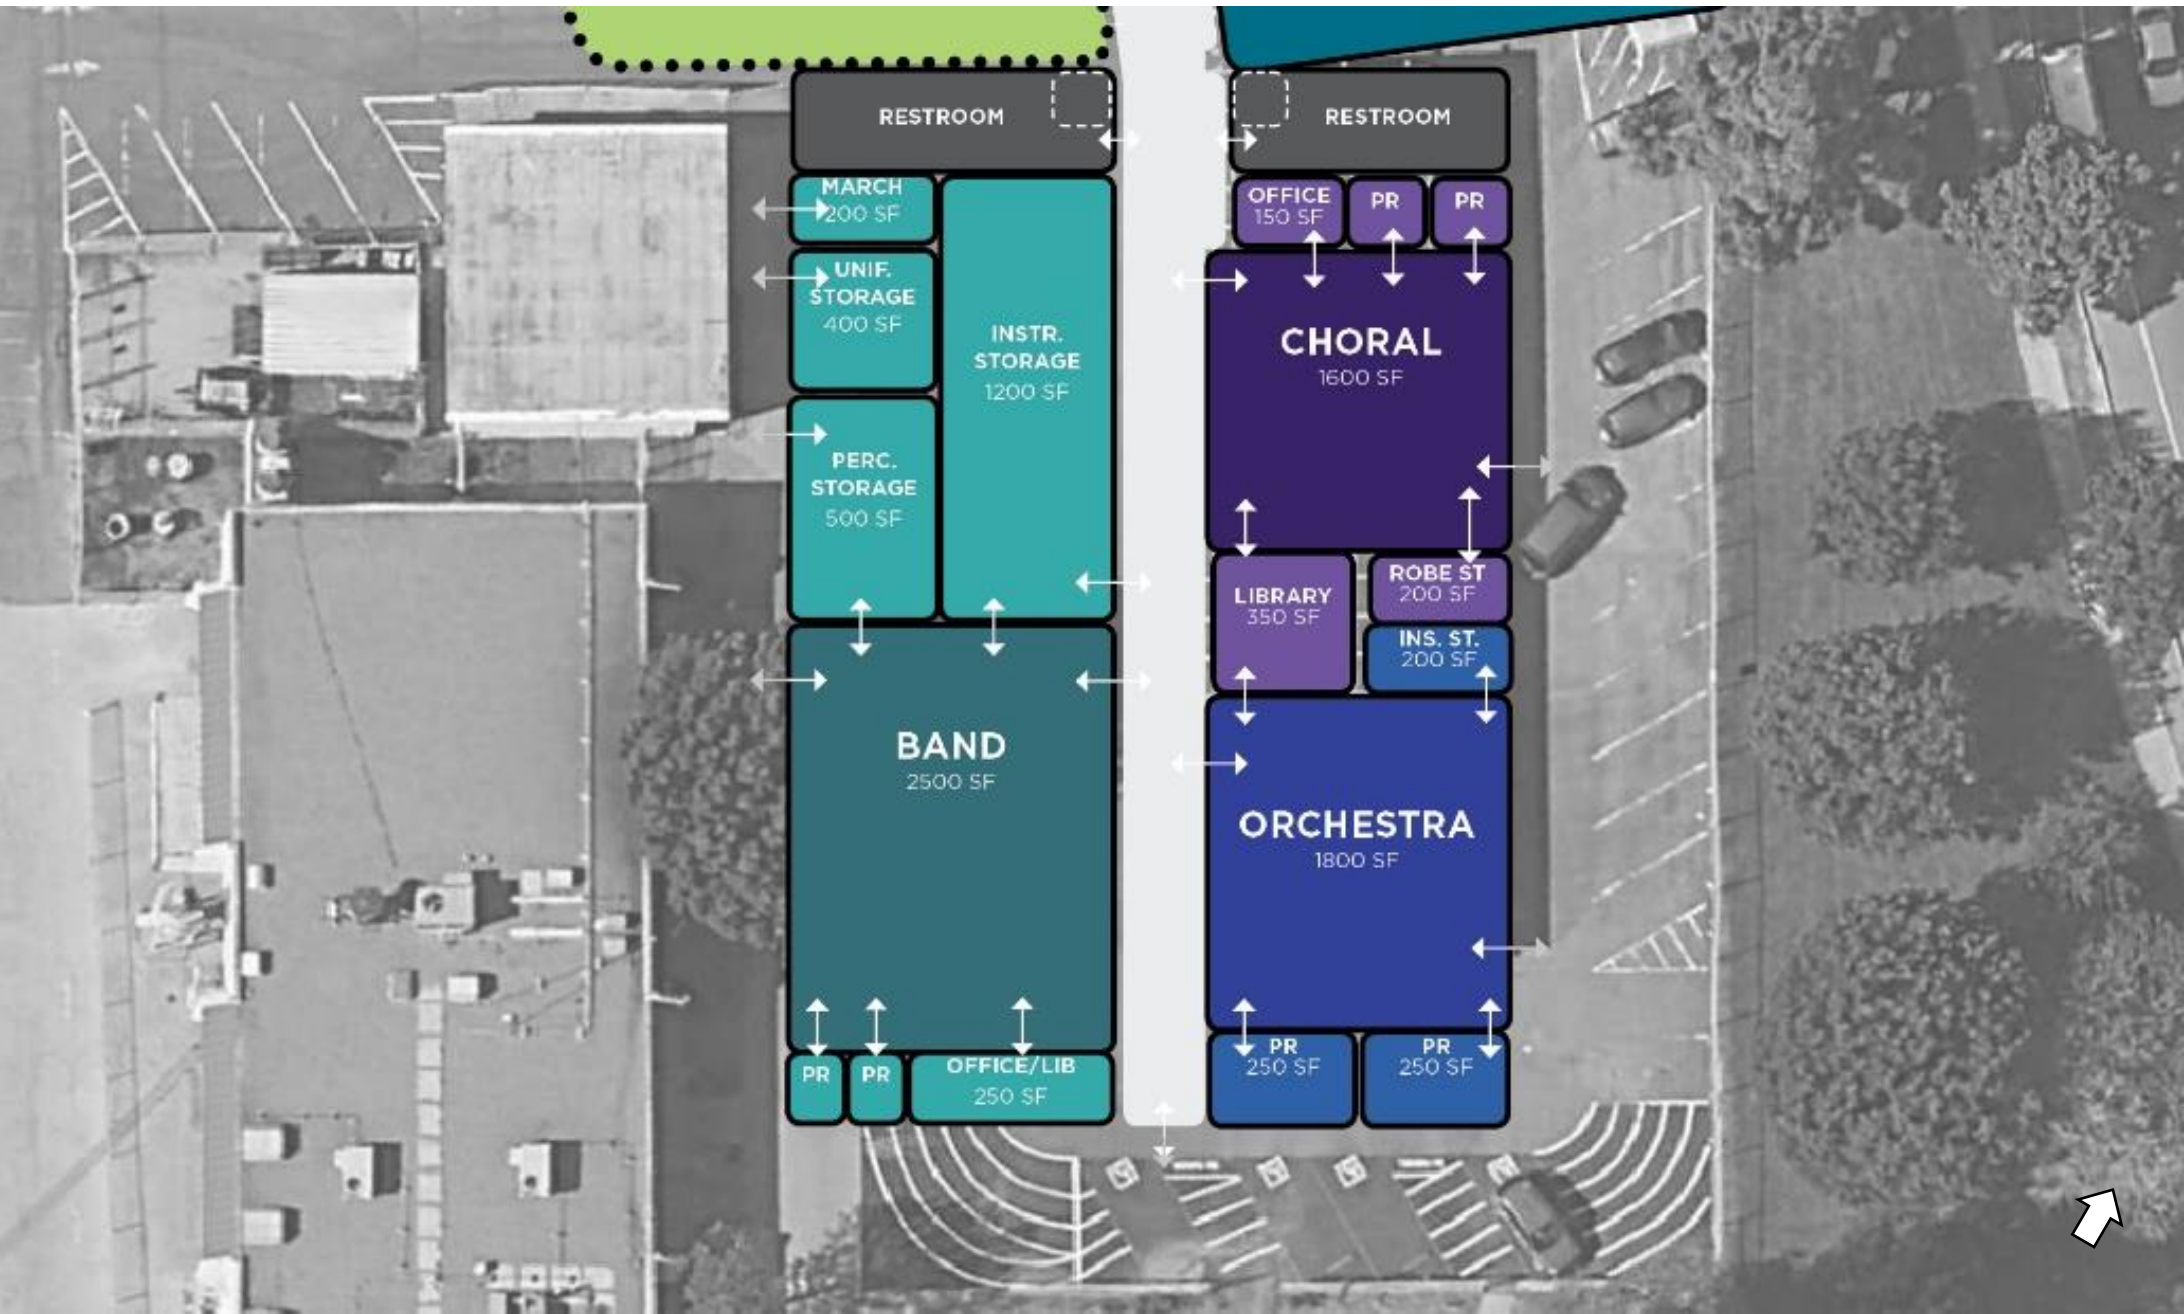 RESTROOM
RESTROOM
MARCH
200 SF
OFFICE
150 SF
PR
PR
UNIF.
STORAGE
400 SF
INSTR.
STORAGE
1200 SF
CHORAL
1600 SF
PERC.
STORAGE
500 SF
LIBRARY
350 SF
ROBE ST
200 SF
INS. ST.
200 SF
BAND
2500 SF
ORCHESTRA
1800 SF
PR
PR
OFFICE/LIB
250 SF
PR
250 SF
PR
250 SF